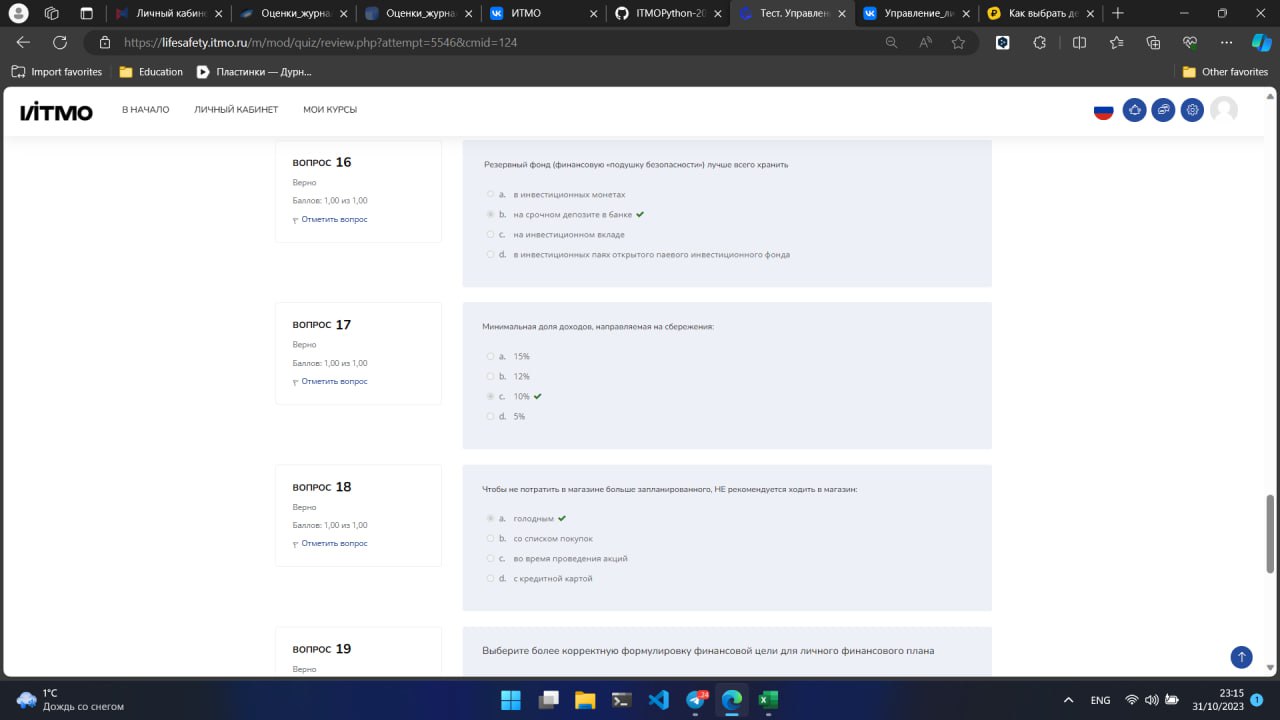 Личный кабин
Оценки_журна
Оценки_журна
ИТМО
ITMOPython-20
Тест. Управлен
Управление_ли
Как выбрать де
https://lifesafety.itmo.ru/m/mod/quiz/review.php?attempt=5546&cmid=124
Import favorites
Education
Пластинки — Дурн...
Other favorites
ИТМО
В НАЧАЛО
ЛИЧНЫЙ КАБИНЕТ
МОИ КУРСЫ
ВОПРОС 16
Верно
Баллов: 1,00 из 1,00
Отметить вопрос
Резервный фонд (финансовую «подушку безопасности») лучше всего хранить
a. в инвестиционных монетах
b. на срочном депозите в банке
c. на инвестиционном вкладе
d. в инвестиционных паях открытого паевого инвестиционного фонда
ВОПРОС 17
Верно
Баллов: 1,00 из 1,00
Отметить вопрос
Минимальная доля доходов, направляемая на сбережения:
a. 15%
b. 12%
c. 10%
d. 5%
ВОПРОС 18
Верно
Баллов: 1,00 из 1,00
Отметить вопрос
Чтобы не потратить в магазине больше запланированного, НЕ рекомендуется ходить в магазин:
a. голодным
b. со списком покупок
c. во время проведения акций
d. с кредитной картой
ВОПРОС 19
Верно
Выберите более корректную формулировку финансовой цели для личного финансового плана
1°C
Дождь со снегом
34
ENG
23:15
31/10/2023
1